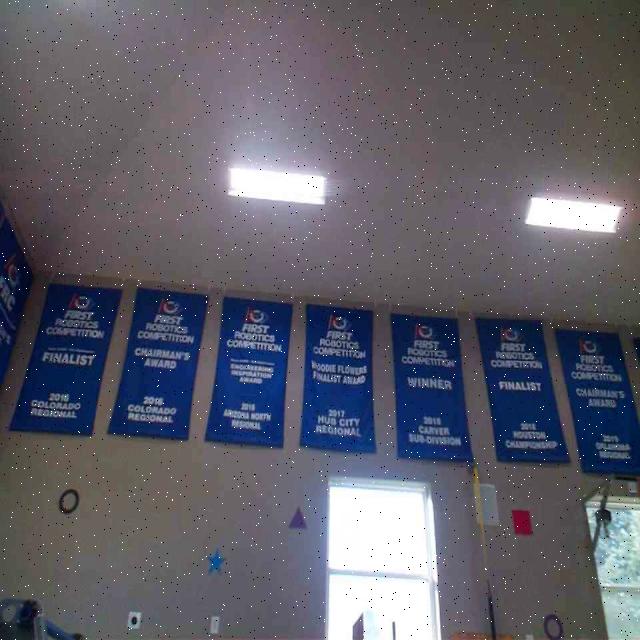 FIRST
ROBOTICS
COMPETITION
FINALIST
2016
COLORADO
REGIONAL
FIRST
ROBOTICS
COMPETITION
CHAIRMAN'S
AWARD
2016
COLORADO
REGIONAL
FIRST
ROBOTICS
COMPETITION
ENGINEERING
INSPIRATION
AWARD
ARIZONA NORTH
REGIONAL
FIRST
ROBOTICS
COMPETITION
WOODIE FLOWERS
FINALIST AWARD
2017
HUB CITY
REGIONAL
FIRST
ROBOTICS
COMPETITION
WINNER
2018
CARVER
SUB-DIVISION
FIRST
ROBOTICS
COMPETITION
FINALIST
2018
HOUSTON
CHAMPIONSHIP
FIRST
ROBOTICS
COMPETITION
CHAIRMAN'S
AWARD
REGIONAL